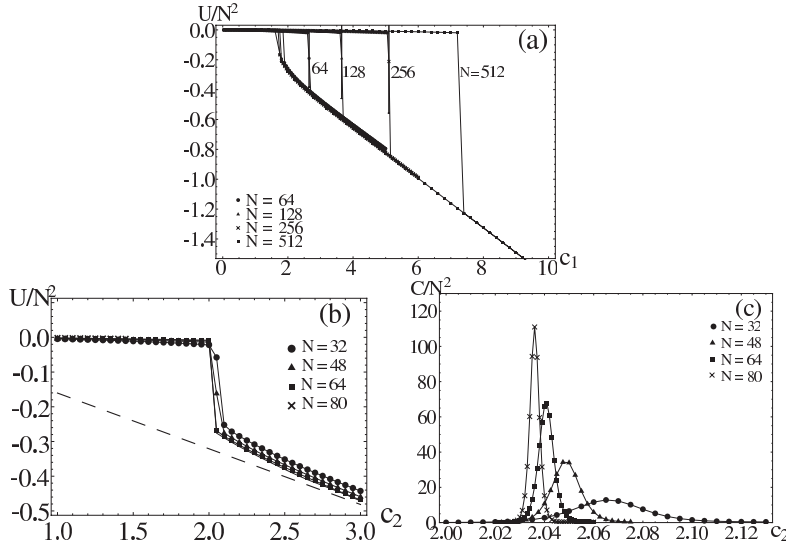 U/N²
(a)
0.0
-0.2
-0.4
-0.6
-0.8
-1.0
-1.2
-1.4
64
128
256
N=512
N = 64
N = 128
N = 256
N = 512
0 2 4 6 8 10 c₁
U/N²
(b)
0.0
-0.1
-0.2
-0.3
-0.4
-0.5
N = 32
N = 48
N = 64
N = 80
1.0 1.5 2.0 2.5 3.0 c₂
C/N²
(c)
120
100
80
60
40
20
0
N = 32
N = 48
N = 64
N = 80
2.00 2.02 2.04 2.06 2.08 2.10 2.12 c₂